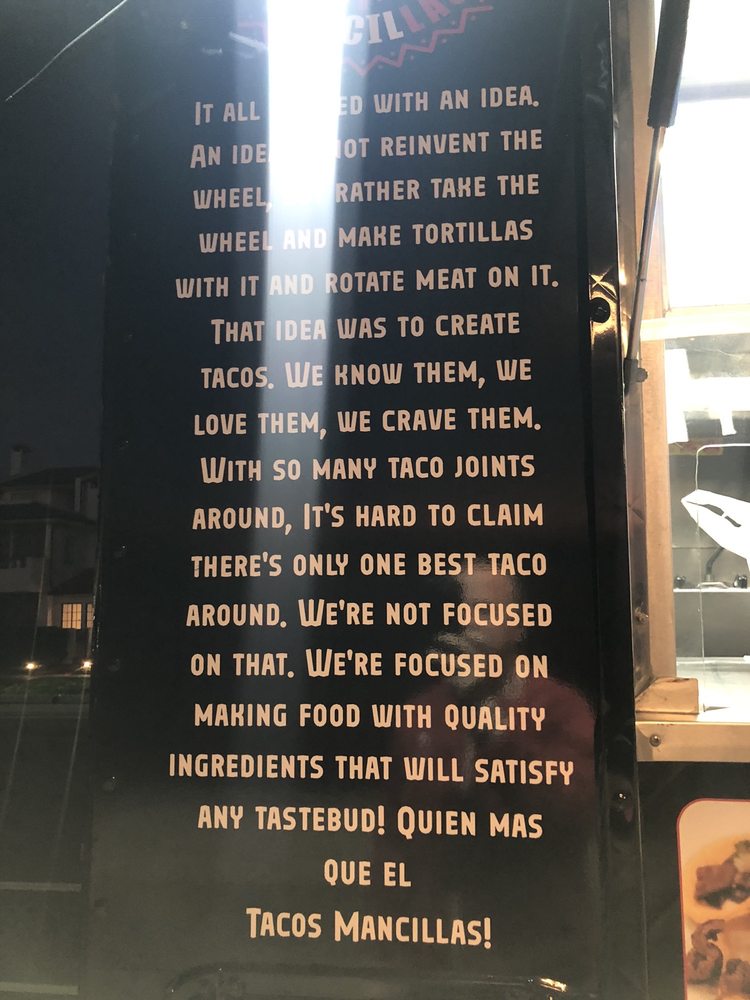 CILLAS
It all ed with an idea.
An ide not reinvent the
wheel, rather take the
wheel and make tortillas
with it and rotate meat on it.
That idea was to create
tacos. We know them, we
love them, we crave them.
With so many taco joints
around, It's hard to claim
there's only one best taco
around. We're not focused
on that. We're focused on
making food with quality
ingredients that will satisfy
any tastebud! Quien mas
que el
Tacos Mancillas!